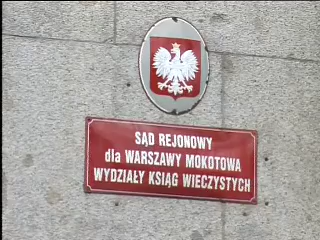 SĄD REJONOWY
dla WARSZAWY MOKOTOWA
WYDZIAŁY KSIĄG WIECZYSTYCH